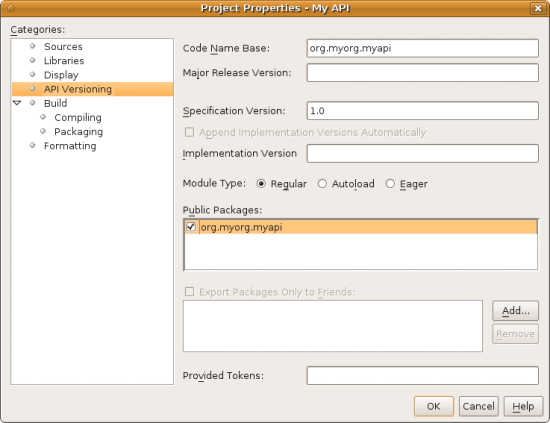 Project Properties - My API
Categories:
Sources
Libraries
Display
API Versioning
Build
Compiling
Packaging
Formatting
Code Name Base: org.myorg.myapi
Major Release Version:
Specification Version: 1.0
Append Implementation Versions Automatically
Implementation Version
Module Type: Regular Autoload Eager
Public Packages:
org.myorg.myapi
Export Packages Only to Friends:
Add...
Remove
Provided Tokens:
OK Cancel Help